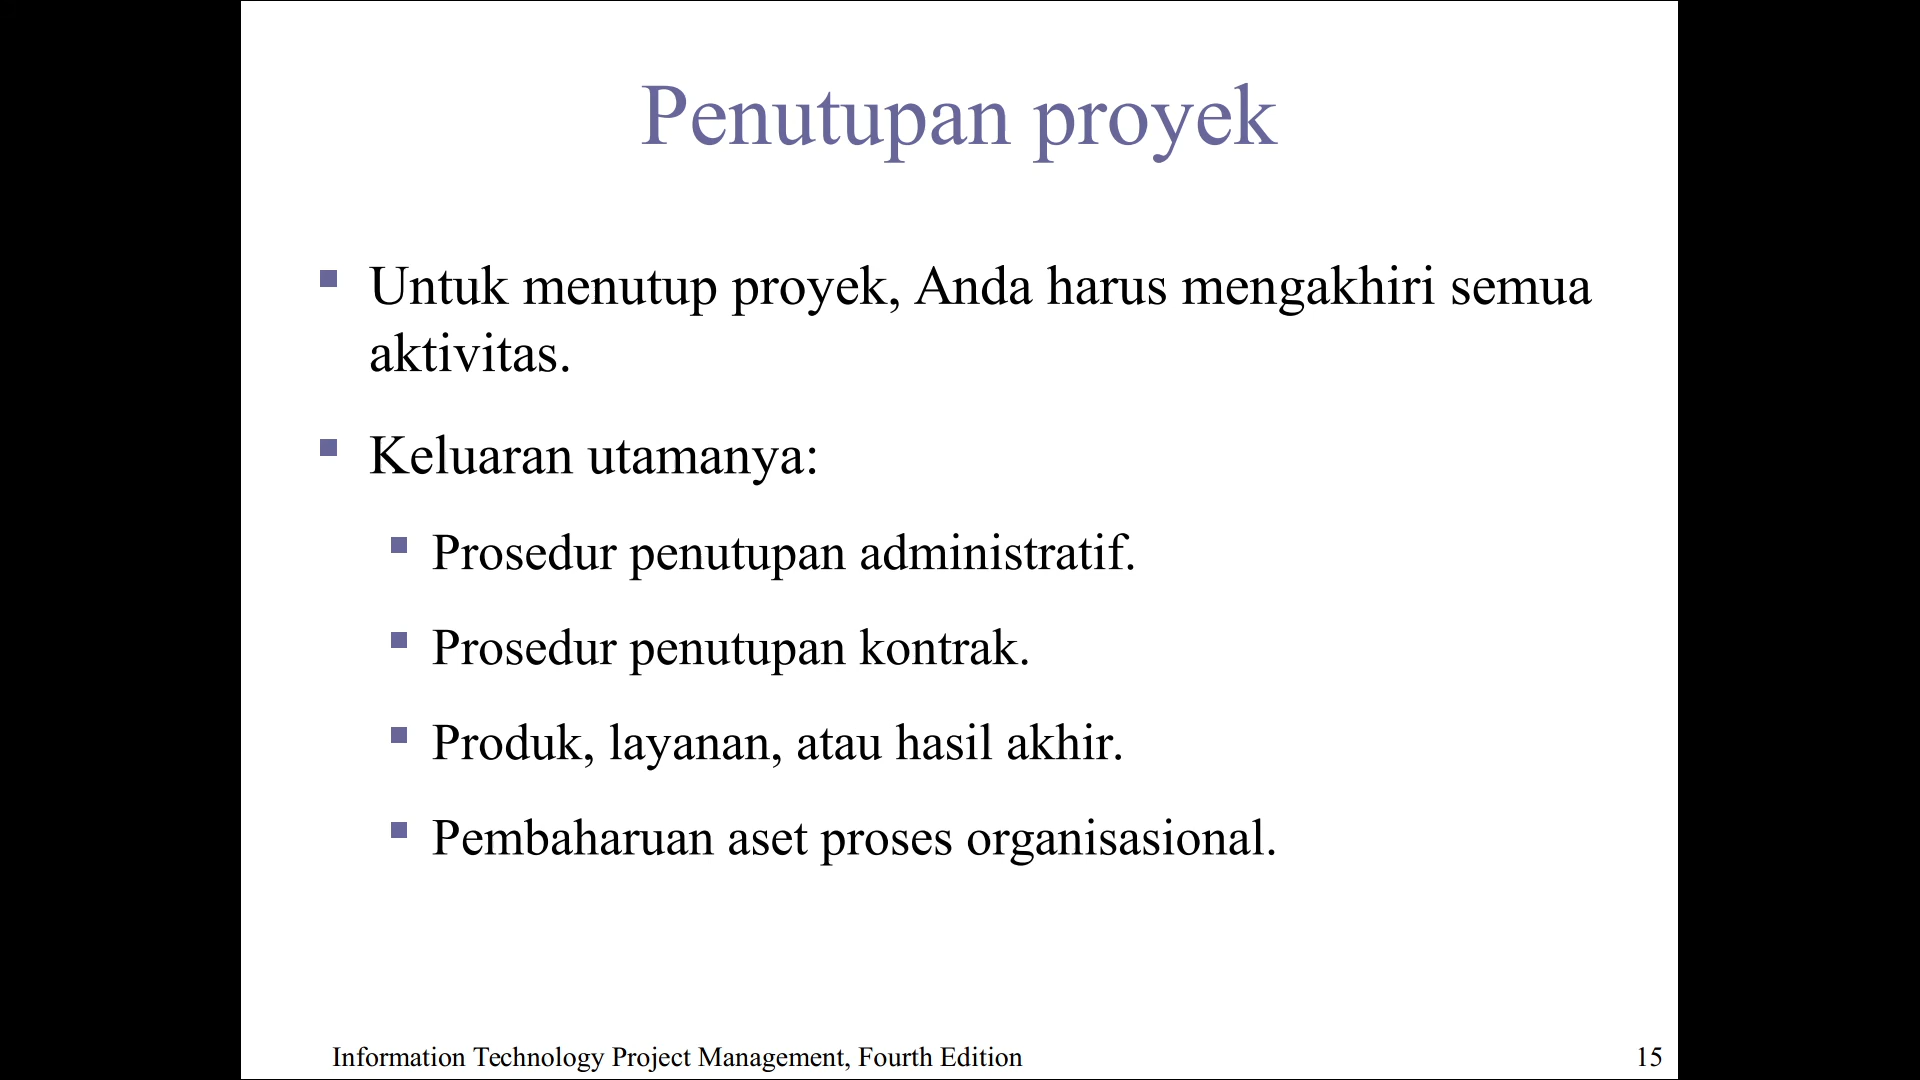 Penutupan proyek
Untuk menutup proyek, Anda harus mengakhiri semua
aktivitas.
Keluaran utamanya:
Prosedur penutupan administratif.
Prosedur penutupan kontrak.
Produk, layanan, atau hasil akhir.
Pembaharuan aset proses organisasional.
Information Technology Project Management, Fourth Edition
15